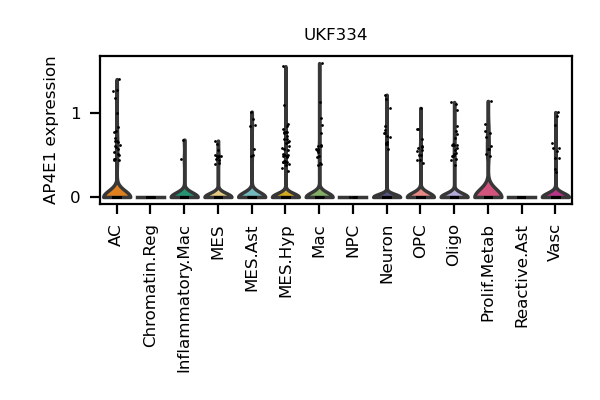 UKF334
AP4E1 expression
1
0
AC
Chromatin.Reg
Inflammatory.Mac
MES
MES.Ast
MES.Hyp
Mac
NPC
Neuron
OPC
Oligo
Prolif.Metab
Reactive.Ast
Vasc